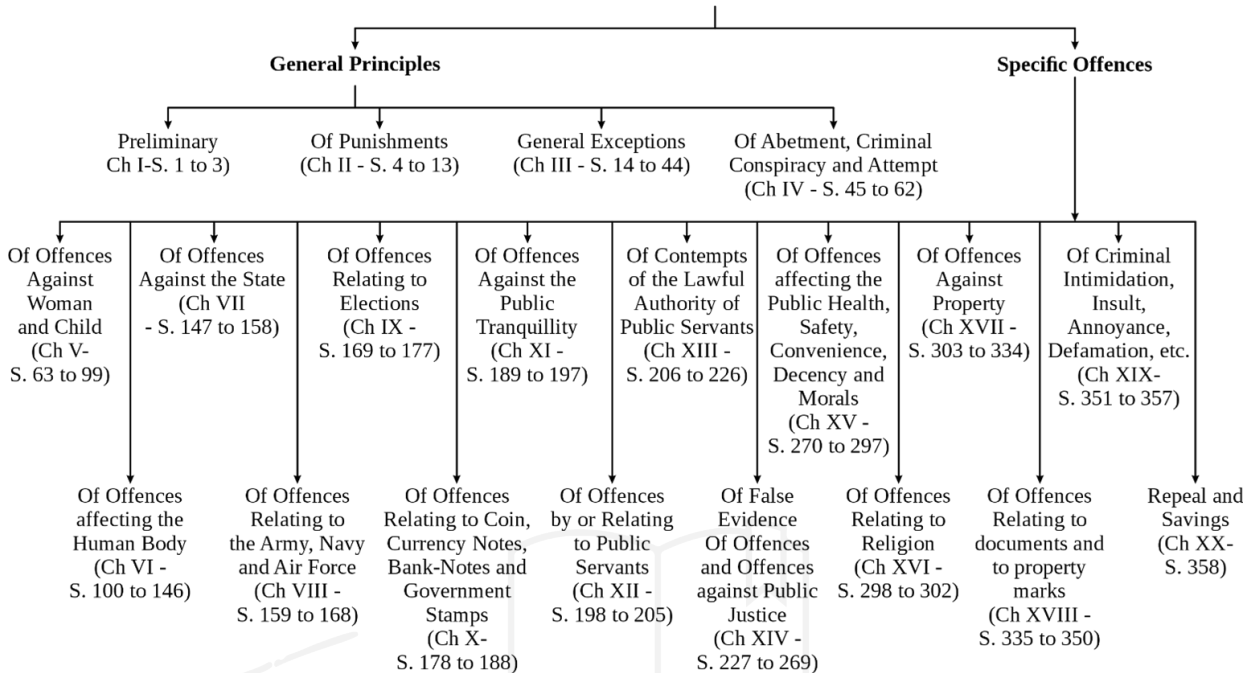 General Principles
Specific Offences
Preliminary
Ch I-S. 1 to 3)
Of Punishments
(Ch II - S. 4 to 13)
General Exceptions
(Ch III - S. 14 to 44)
Of Abetment, Criminal
Conspiracy and Attempt
(Ch IV - S. 45 to 62)
Of Offences
Against
Woman
and Child
(Ch V-
S. 63 to 99)
Of Offences
Against the State
(Ch VII
- S. 147 to 158)
Of Offences
Relating to
Elections
(Ch IX -
S. 169 to 177)
Of Offences
Against the
Public
Tranquillity
(Ch XI -
S. 189 to 197)
Of Contempts
of the Lawful
Authority of
Public Servants
(Ch XIII -
S. 206 to 226)
Of Offences
affecting the
Public Health,
Safety,
Convenience,
Decency and
Morals
(Ch XV -
S. 270 to 297)
Of Offences
Against
Property
(Ch XVII -
S. 303 to 334)
Of Criminal
Intimidation,
Insult,
Annoyance,
Defamation, etc.
(Ch XIX-
S. 351 to 357)
Of Offences
affecting the
Human Body
(Ch VI -
S. 100 to 146)
Of Offences
Relating to
the Army, Navy
and Air Force
(Ch VIII -
S. 159 to 168)
Of Offences
Relating to Coin,
Currency Notes,
Bank-Notes and
Government
Stamps
(Ch X-
S. 178 to 188)
Of Offences
by or Relating
to Public
Servants
(Ch XII -
S. 198 to 205)
Of False
Evidence
Of Offences
and Offences
against Public
Justice
(Ch XIV -
S. 227 to 269)
Of Offences
Relating to
Religion
(Ch XVI -
S. 298 to 302)
Of Offences
Relating to
documents and
to property
marks
(Ch XVIII -
S. 335 to 350)
Repeal and
Savings
(Ch XX-
S. 358)